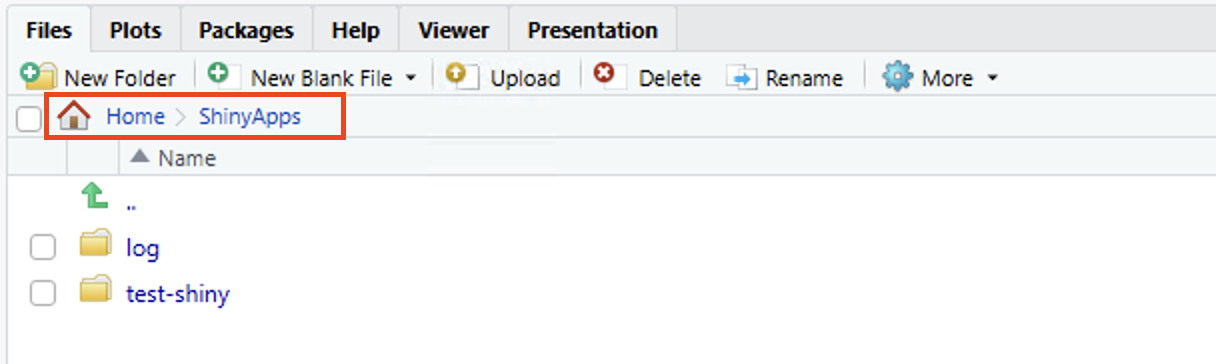 Files Plots Packages Help Viewer Presentation
New Folder New Blank File Upload Delete Rename More
Home ShinyApps
Name
..
log
test-shiny